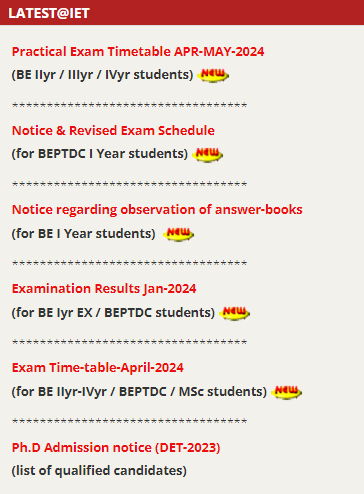 LATEST@IET
Practical Exam Timetable APR-MAY-2024
(BE IIyr / IIIyr / IVyr students) NEW
**********************************
Notice & Revised Exam Schedule
(for BEPTDC I Year students) NEW
**********************************
Notice regarding observation of answer-books
(for BE I Year students) NEW
**********************************
Examination Results Jan-2024
(for BE Iyr EX / BEPTDC students) NEW
**********************************
Exam Time-table-April-2024
(for BE IIyr-IVyr / BEPTDC / MSc students) NEW
**********************************
Ph.D Admission notice (DET-2023)
(list of qualified candidates)